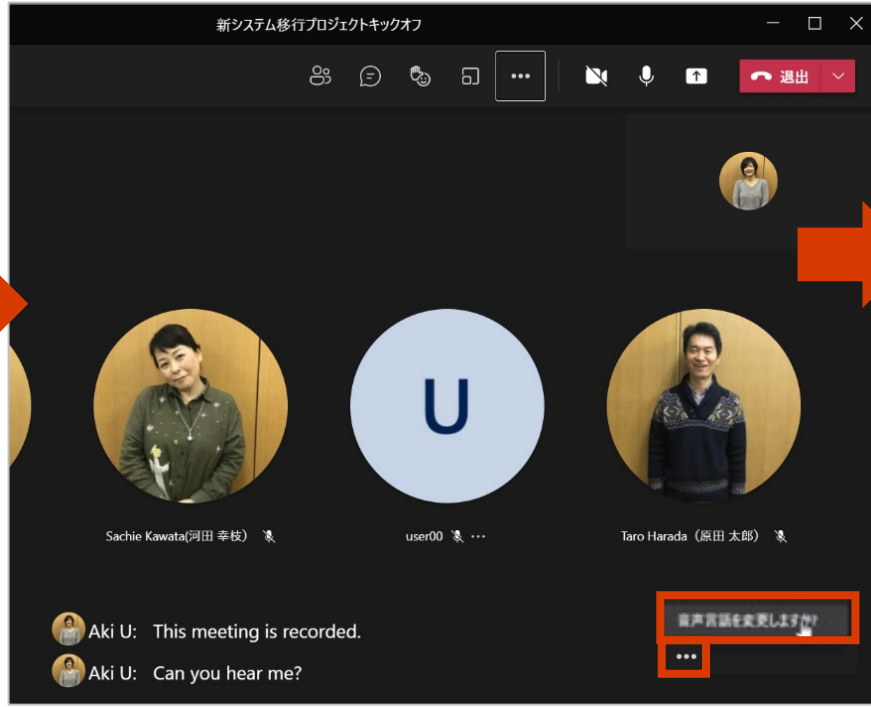 新システム移行プロジェクトキックオフ
退出
U
Sachie Kawata(河田 幸枝)
user00
Taro Harada（原田 太郎）
音声言語を変更しますか?
Aki U: This meeting is recorded.
Aki U: Can you hear me?